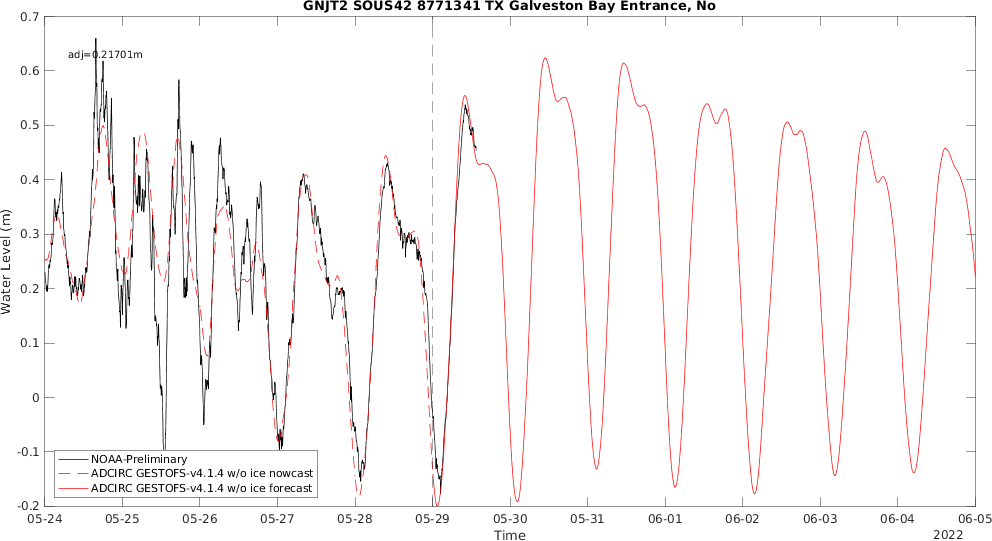 GNJT2 SOUS42 8771341 TX Galveston Bay Entrance, No
adj=0.21701m
0.7
0.6
0.5
0.4
0.3
0.2
0.1
0
-0.1
-0.2
Water Level (m)
NOAA-Preliminary
ADCIRC GESTOFS-v4.1.4 w/o ice nowcast
ADCIRC GESTOFS-v4.1.4 w/o ice forecast
05-24 05-25 05-26 05-27 05-28 05-29 05-30 05-31 06-01 06-02 06-03 06-04 06-05
Time
2022